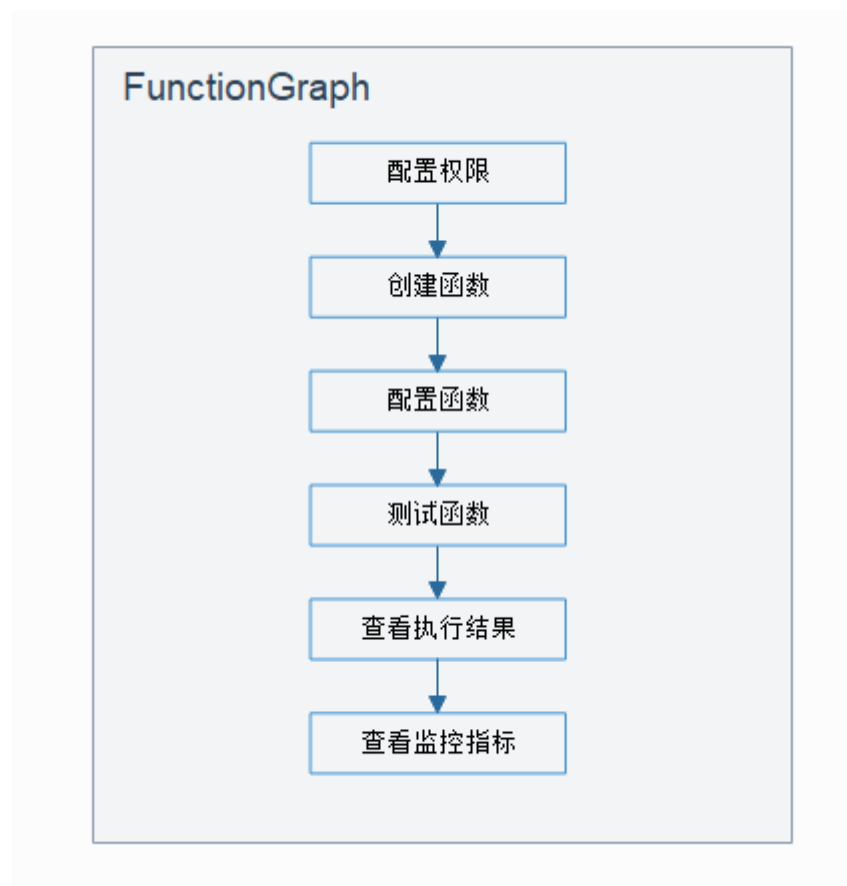 FunctionGraph
配置权限
创建函数
配置函数
测试函数
查看执行结果
查看监控指标